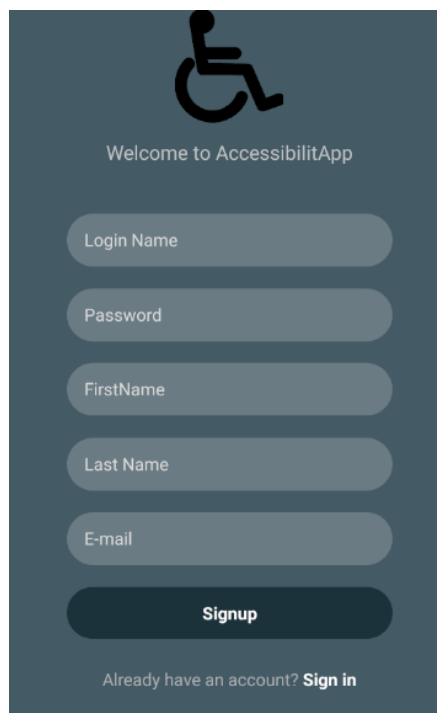 Welcome to AccessibilitApp
Login Name
Password
FirstName
Last Name
E-mail
Signup
Already have an account? Sign in